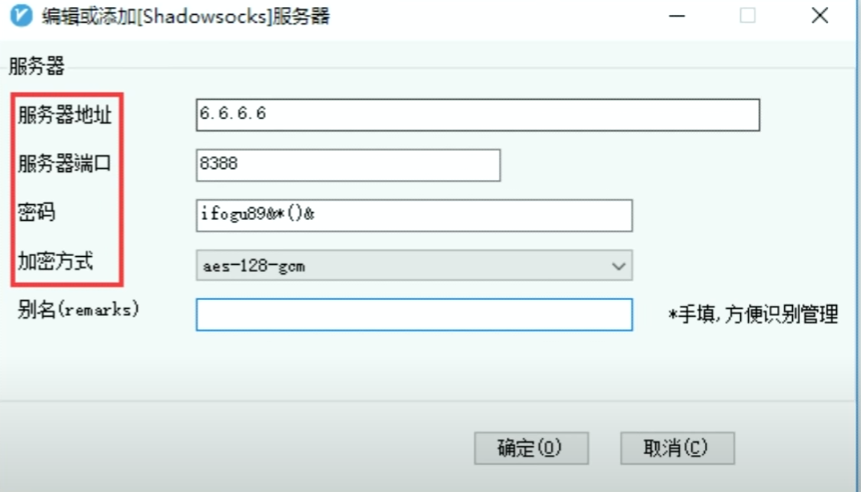 编辑或添加[Shadowsocks]服务器
服务器
服务器地址 6.6.6.6
服务器端口 8388
密码 ifogu89&*()&
加密方式 aes-128-gcm
别名(remarks) *手填,方便识别管理
确定(O) 取消(C)